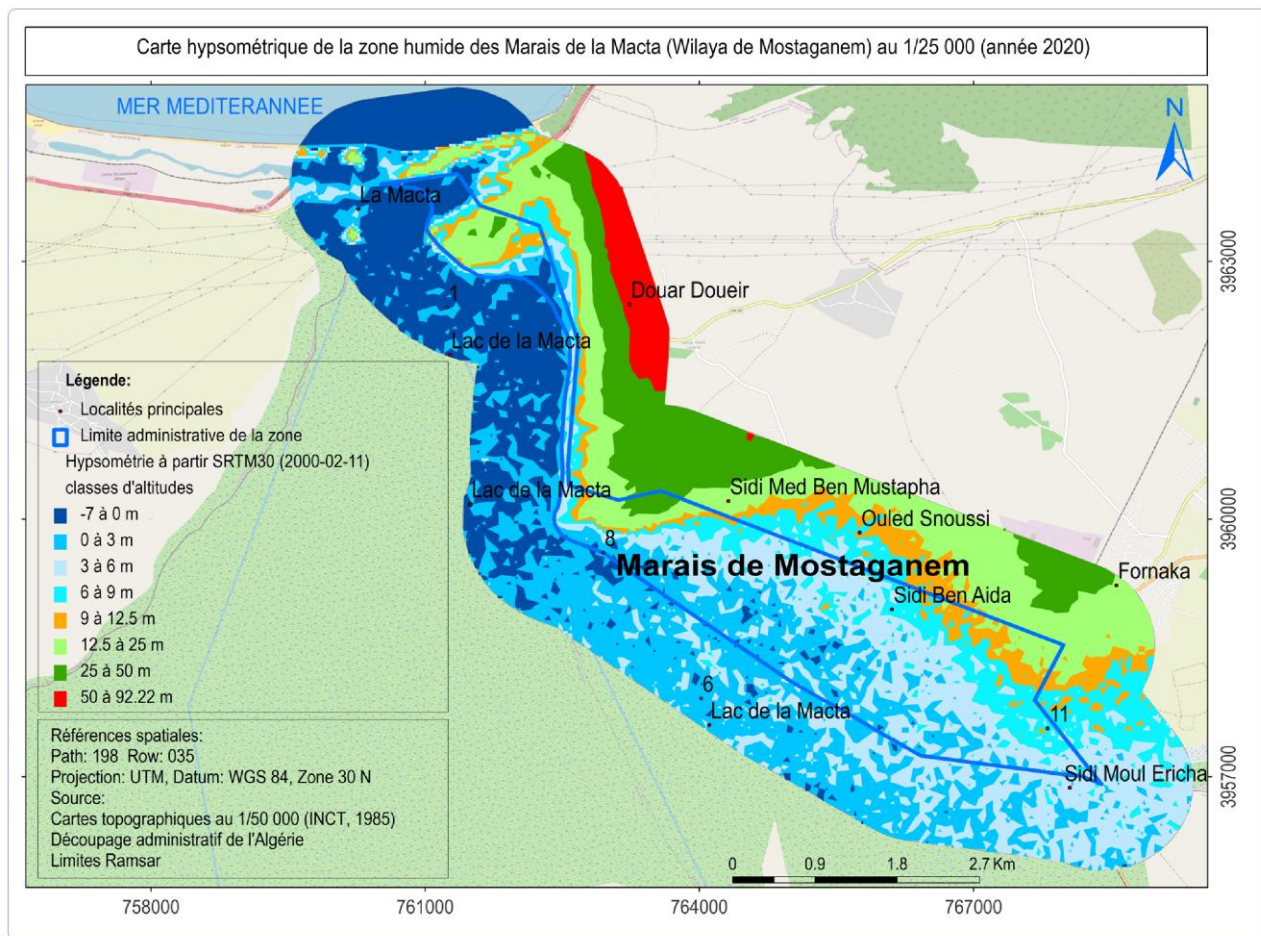 Carte hypsométrique de la zone humide des Marais de la Macta (Wilaya de Mostaganem) au 1/25 000 (année 2020)
MER MEDITERANNEE
N
La Macta
3963000
Douar Doueir
1
Lac de la Macta
Légende:
Localités principales
Limite administrative de la zone
Hypsométrie à partir SRTM30 (2000-02-11)
classes d'altitudes
-7 à 0 m
0 à 3 m
3 à 6 m
6 à 9 m
9 à 12.5 m
12.5 à 25 m
25 à 50 m
50 à 92.22 m
Lac de la Macta
Sidi Med Ben Mustapha
Ouled Snoussi
3960000
8
Marais de Mostaganem
Fornaka
Sidi Ben Aida
6
Lac de la Macta
11
Sidi Moul Ericha
3957000
Références spatiales:
Path: 198 Row: 035
Projection: UTM, Datum: WGS 84, Zone 30 N
Source:
Cartes topographiques au 1/50 000 (INCT, 1985)
Découpage administratif de l'Algérie
Limites Ramsar
0 0.9 1.8 2.7 Km
758000 761000 764000 767000